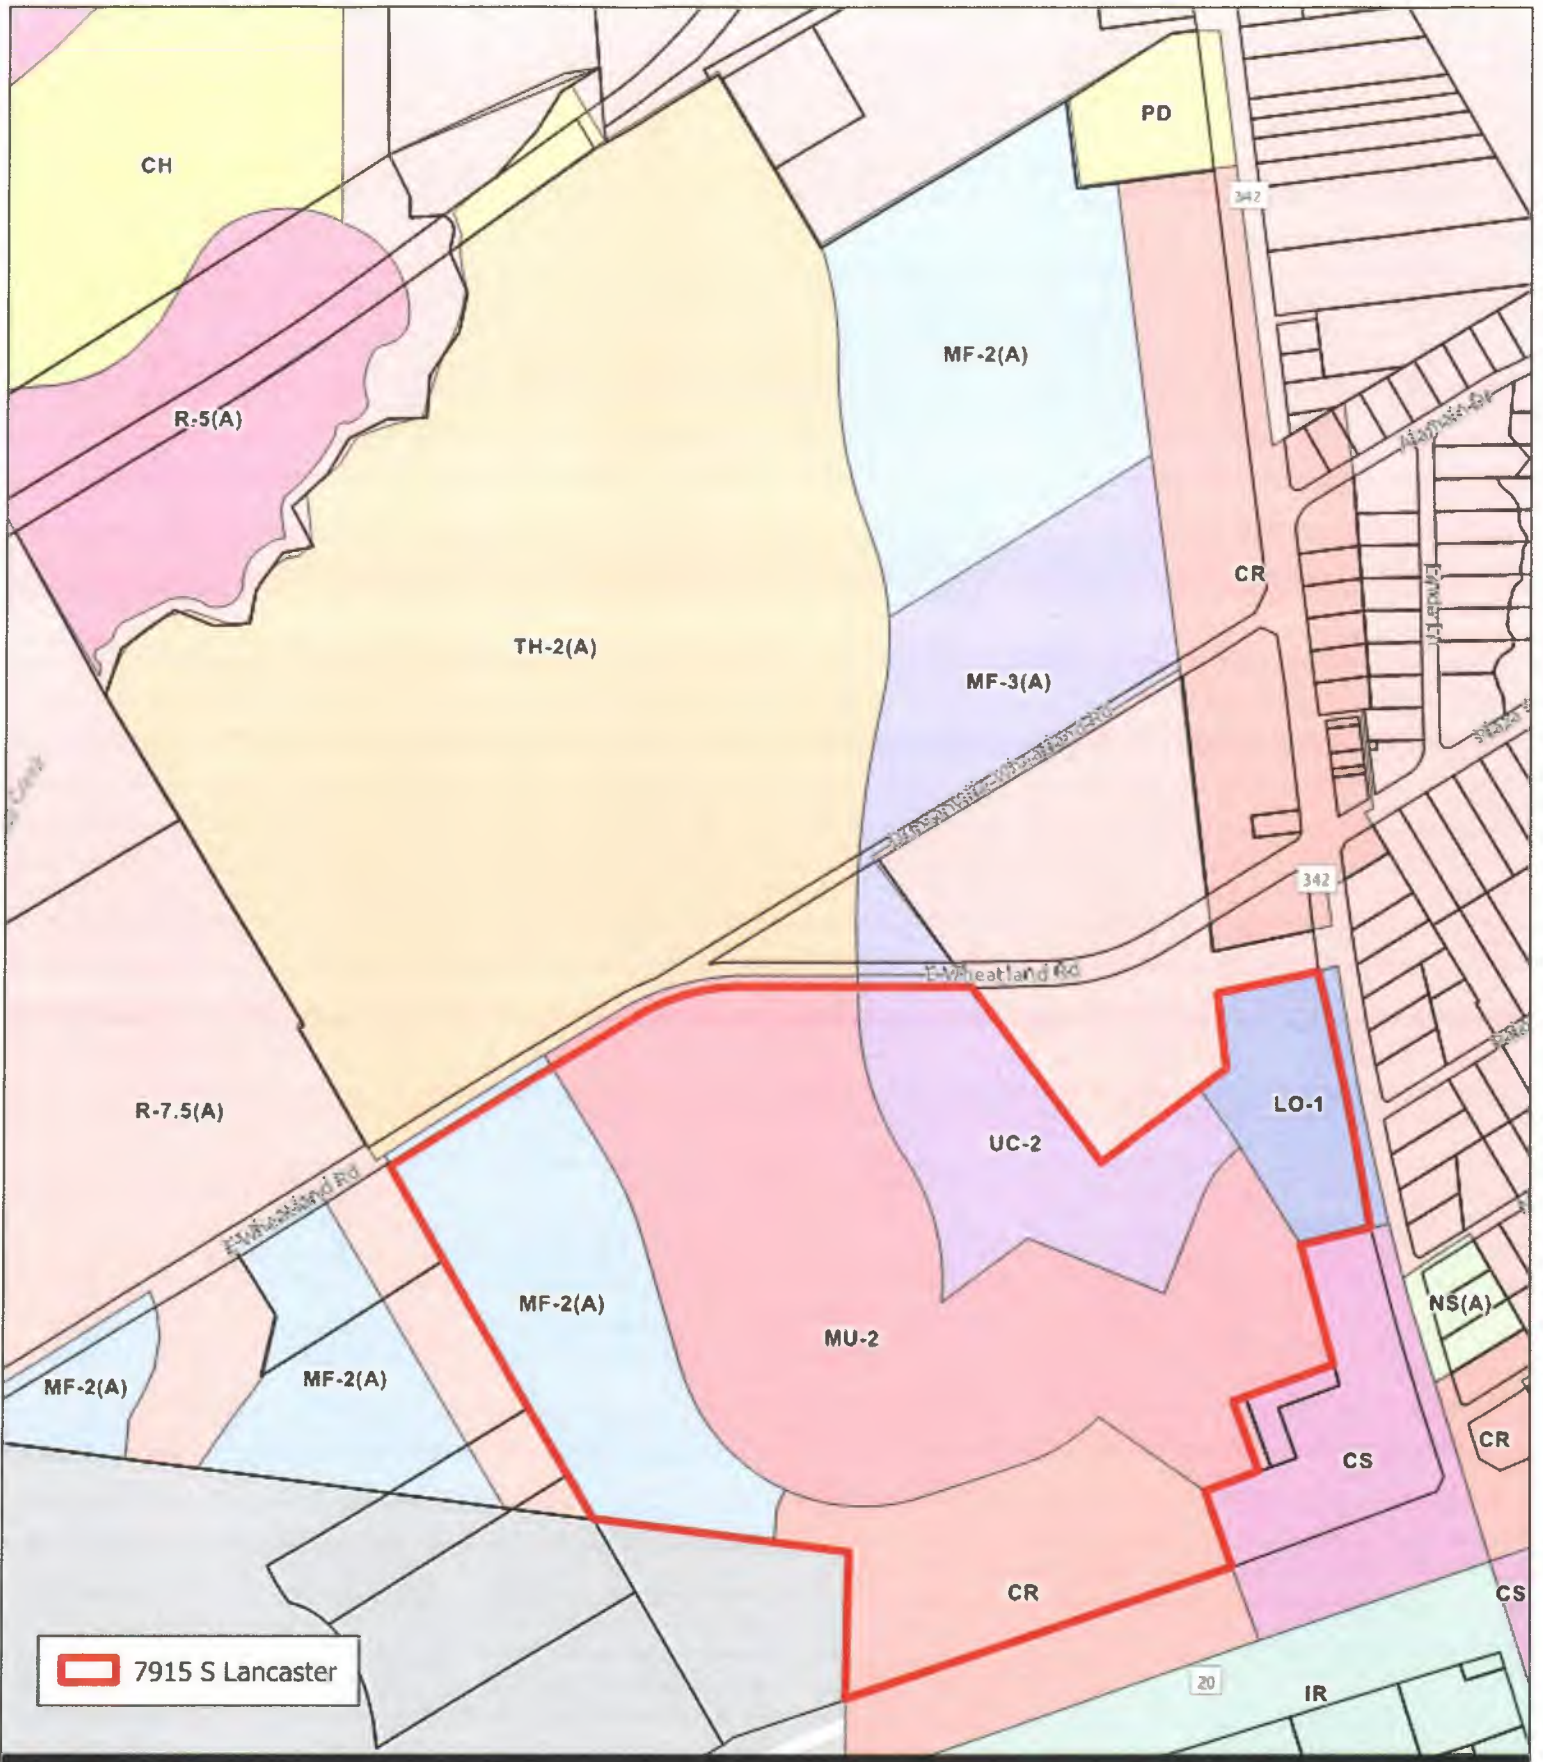 PD
CH
342
MF-2(A)
R-5(A)
CR
TH-2(A)
MF-3(A)
342
E Wheatland Rd
R-7.5(A)
LO-1
UC-2
E Wheatland Rd
MF-2(A)
NS(A)
MU-2
MF-2(A)
MF-2(A)
CR
CS
CR
CS
7915 S Lancaster
20
IR